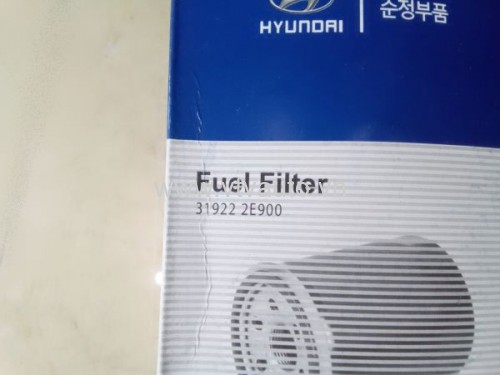 HYUNDAI
순정부품
Fuel Filter
31922 2E900